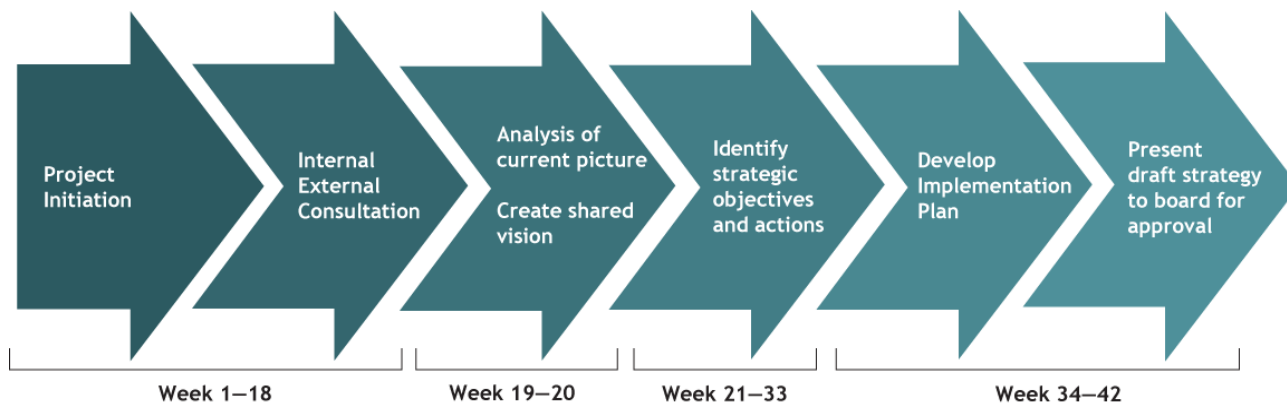 Project
Initiation
Internal
External
Consultation
Analysis of
current picture
Create shared
vision
Identify
strategic
objectives
and actions
Develop
Implementation
Plan
Present
draft strategy
to board for
approval
Week 1—18
Week 19—20
Week 21—33
Week 34—42